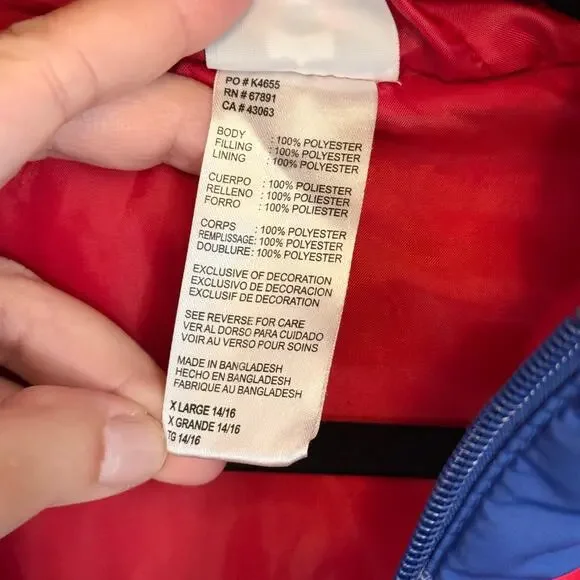 PO # K4655
RN # 67891
CA # 43063
BODY : 100% POLYESTER
FILLING : 100% POLYESTER
LINING : 100% POLYESTER
CUERPO : 100% POLIESTER
RELLENO : 100% POLIESTER
FORRO : 100% POLIESTER
CORPS : 100% POLYESTER
REMPLISSAGE: 100% POLYESTER
DOUBLURE: 100% POLYESTER
EXCLUSIVE OF DECORATION
EXCLUSIVO DE DECORACION
EXCLUSIF DE DECORATION
SEE REVERSE FOR CARE
VER AL DORSO PARA CUIDADO
VOIR AU VERSO POUR SOINS
MADE IN BANGLADESH
HECHO EN BANGLADESH
FABRIQUE AU BANGLADESH
X LARGE 14/16
X GRANDE 14/16
TG 14/16